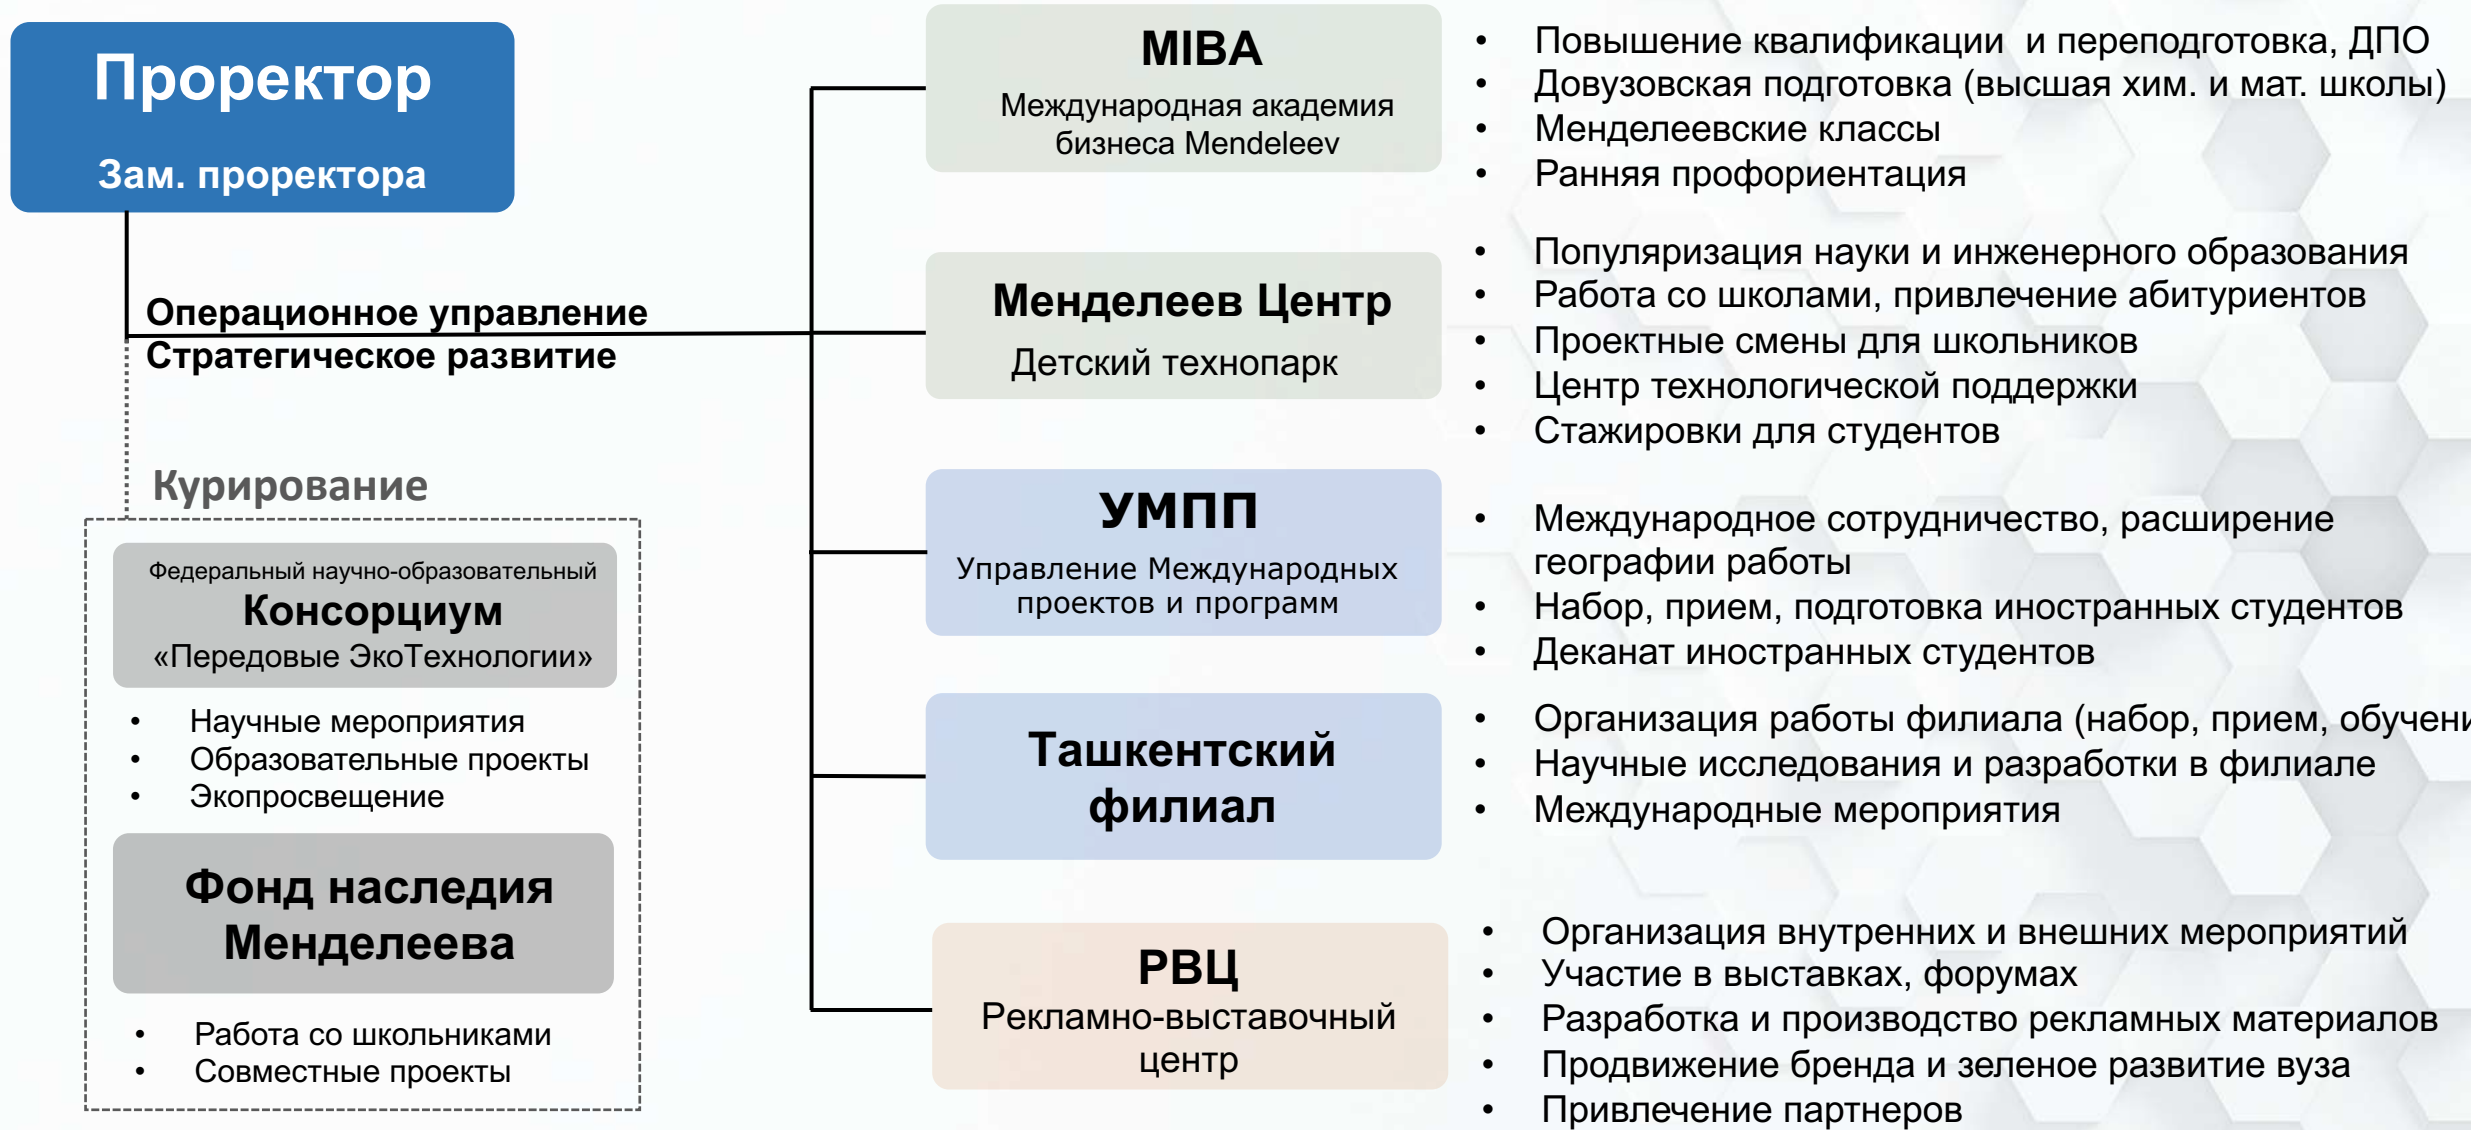 Проректор
Зам. проректора
Операционное управление
Стратегическое развитие
Курирование
Федеральный научно-образовательный
Консорциум
«Передовые ЭкоТехнологии»
• Научные мероприятия
• Образовательные проекты
• Экопросвещение
Фонд наследия
Менделеева
• Работа со школьниками
• Совместные проекты
MIBA
Международная академия
бизнеса Mendeleev
• Повышение квалификации и переподготовка, ДПО
• Довузовская подготовка (высшая хим. и мат. школы)
• Менделеевские классы
• Ранняя профориентация
Менделеев Центр
Детский технопарк
• Популяризация науки и инженерного образования
• Работа со школами, привлечение абитуриентов
• Проектные смены для школьников
• Центр технологической поддержки
• Стажировки для студентов
УМПП
Управление Международных
проектов и программ
• Международное сотрудничество, расширение
географии работы
• Набор, прием, подготовка иностранных студентов
• Деканат иностранных студентов
Ташкентский
филиал
• Организация работы филиала (набор, прием, обучени
• Научные исследования и разработки в филиале
• Международные мероприятия
РВЦ
Рекламно-выставочный
центр
• Организация внутренних и внешних мероприятий
• Участие в выставках, форумах
• Разработка и производство рекламных материалов
• Продвижение бренда и зеленое развитие вуза
• Привлечение партнеров